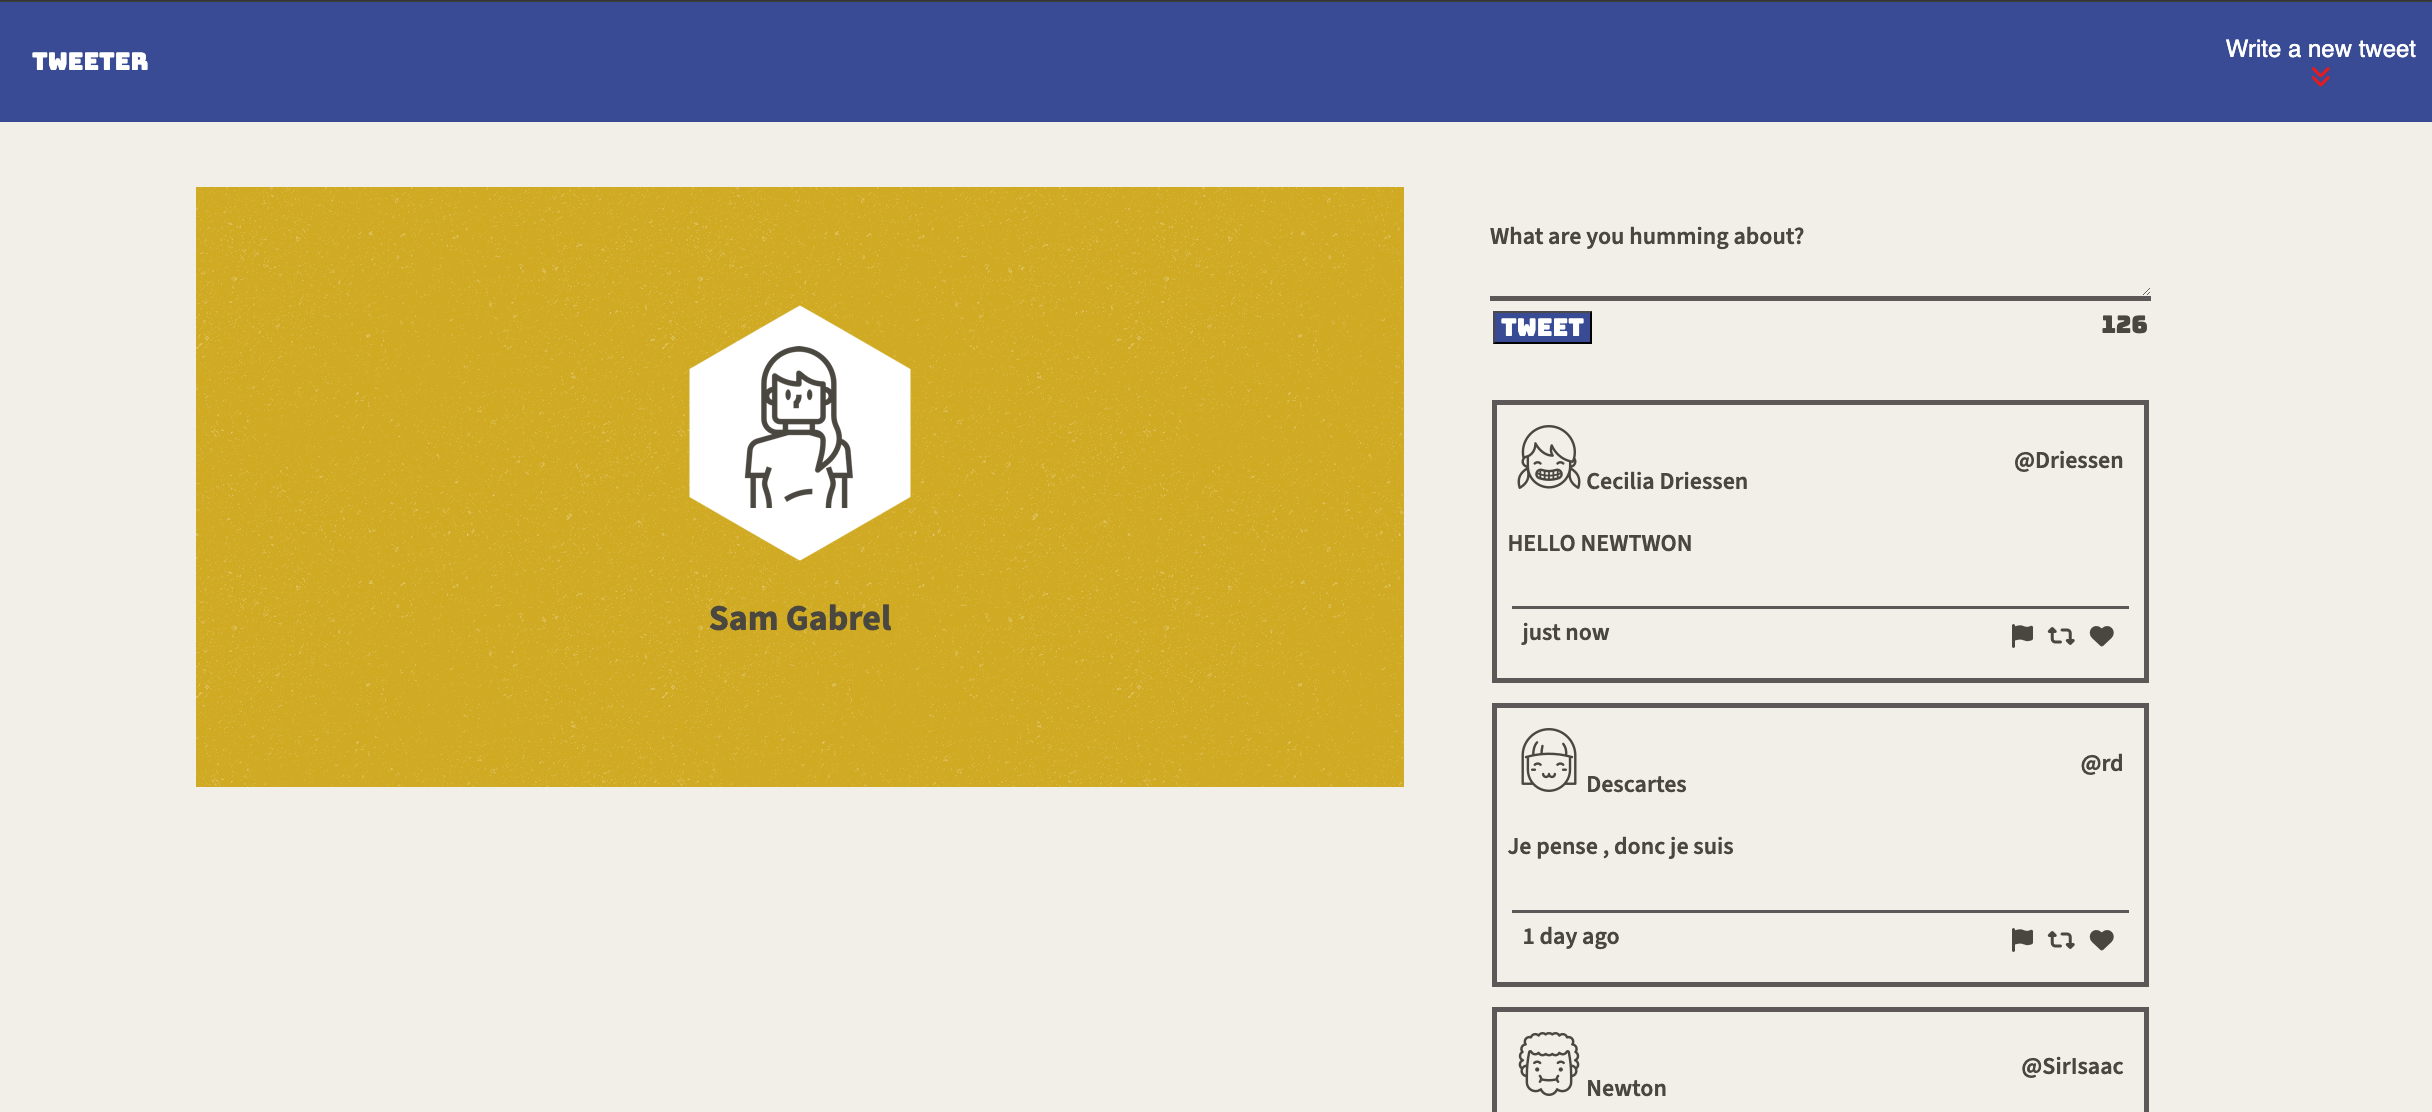 TWEETER
Write a new tweet
Sam Gabrel
What are you humming about?
TWEET
126
Cecilia Driessen
@Driessen
HELLO NEWTWON
just now
Descartes
@rd
Je pense , donc je suis
1 day ago
Newton
@SirIsaac